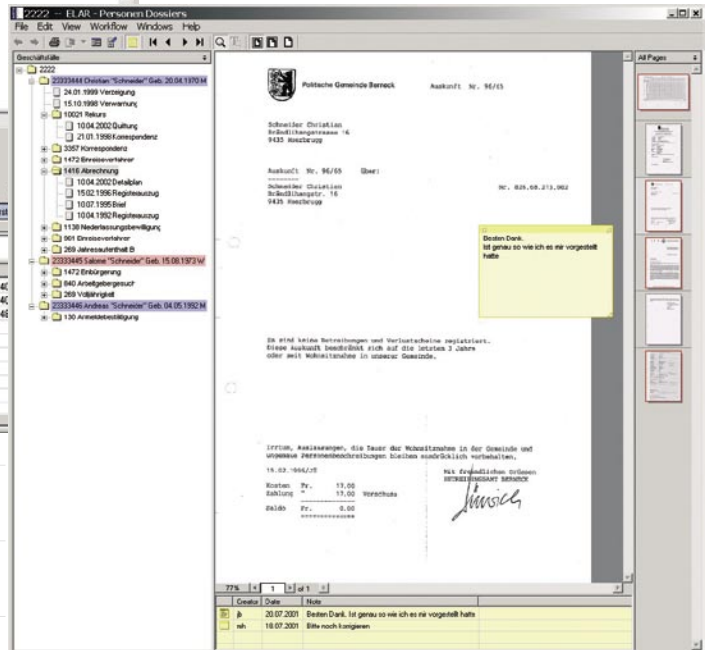 2222 -- ELAR - Personen Dossiers
File Edit View Workflow Windows Help
Geschäftsfälle
2222
23333444 Christian "Schneider" Geb. 20.04.1970 M
24.01.1999 Verzeigung
15.10.1998 Verwarnung
10021 Rekurs
10.04.2002 Quittung
21.01.1998 Korrespondenz
3357 Korrespondenz
1472 Einreiseverfahren
1416 Abrechnung
10.04.2002 Detailplan
15.02.1996 Registerauszug
10.07.1995 Brief
10.04.1992 Registerauszug
1138 Niederlassungsbewilligung
901 Einreiseverfahren
269 Jahresaufenthalt B
23333445 Salome "Schneider" Geb. 15.08.1973 W
1472 Einbürgerung
840 Arbeitgebergesuch
269 Volljährigkeit
23333446 Andreas "Schneider" Geb. 04.05.1992 M
130 Anmeldebestätigung
Politische Gemeinde Berneck
Auskunft Nr. 96/65
Schneider Christian
9435 Heerbrugg
Auskunft Nr. 96/65 über:
Schneider Christian
9435 Heerbrugg
Nr. 826.68.213.002
Besten Dank.
Ist genau so wie ich es mir vorgestellt
hatte
Es sind keine Betreibungen und Verlustscheine registriert.
Diese Auskunft beschränkt sich auf die letzten 3 Jahre
oder seit Wohnsitznahme in unserer Gemeinde.
Irrtum, Auslassungen, die Dauer der Wohnsitznahme in der Gemeinde und
ungenaue Personenbeschreibungen bleiben ausdrücklich vorbehalten.
Mit freundlichen Grüssen
BETREIBUNGSAMT BERNECK
Kosten Fr. 17.00
Zahlung " 17.00 Vorschuss
Saldo Fr. 0.00
77% 1 of 1
Creator Date Note
jb 20.07.2001 Besten Dank. Ist genau so wie ich es mir vorgestellt hatte
mh 18.07.2001 Bitte noch korrigieren
All Pages